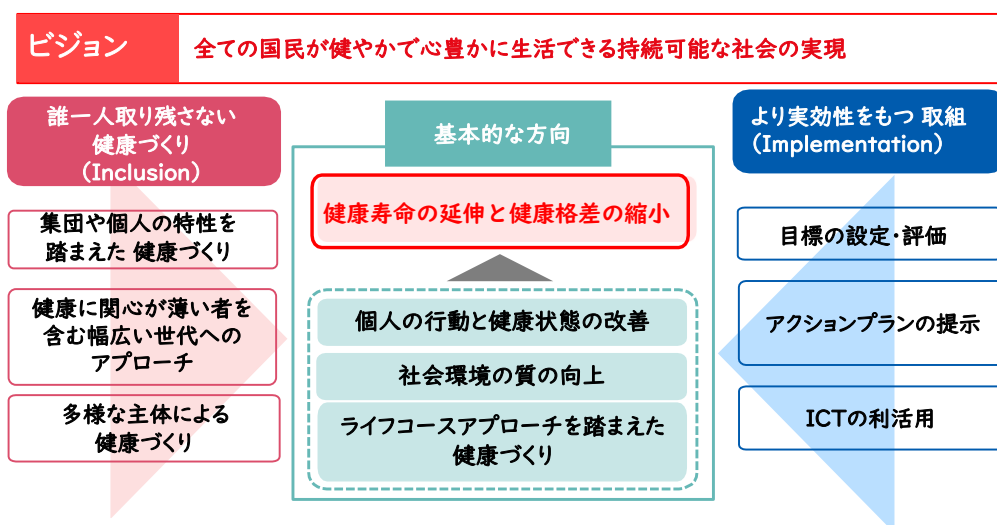 ビジョン
全ての国民が健やかで心豊かに生活できる持続可能な社会の実現
誰一人取り残さない
健康づくり
（Inclusion）
集団や個人の特性を
踏まえた 健康づくり
健康に関心が薄い者を
含む幅広い世代への
アプローチ
多様な主体による
健康づくり
基本的な方向
健康寿命の延伸と健康格差の縮小
個人の行動と健康状態の改善
社会環境の質の向上
ライフコースアプローチを踏まえた
健康づくり
より実効性をもつ 取組
（Implementation）
目標の設定・評価
アクションプランの提示
ICTの利活用